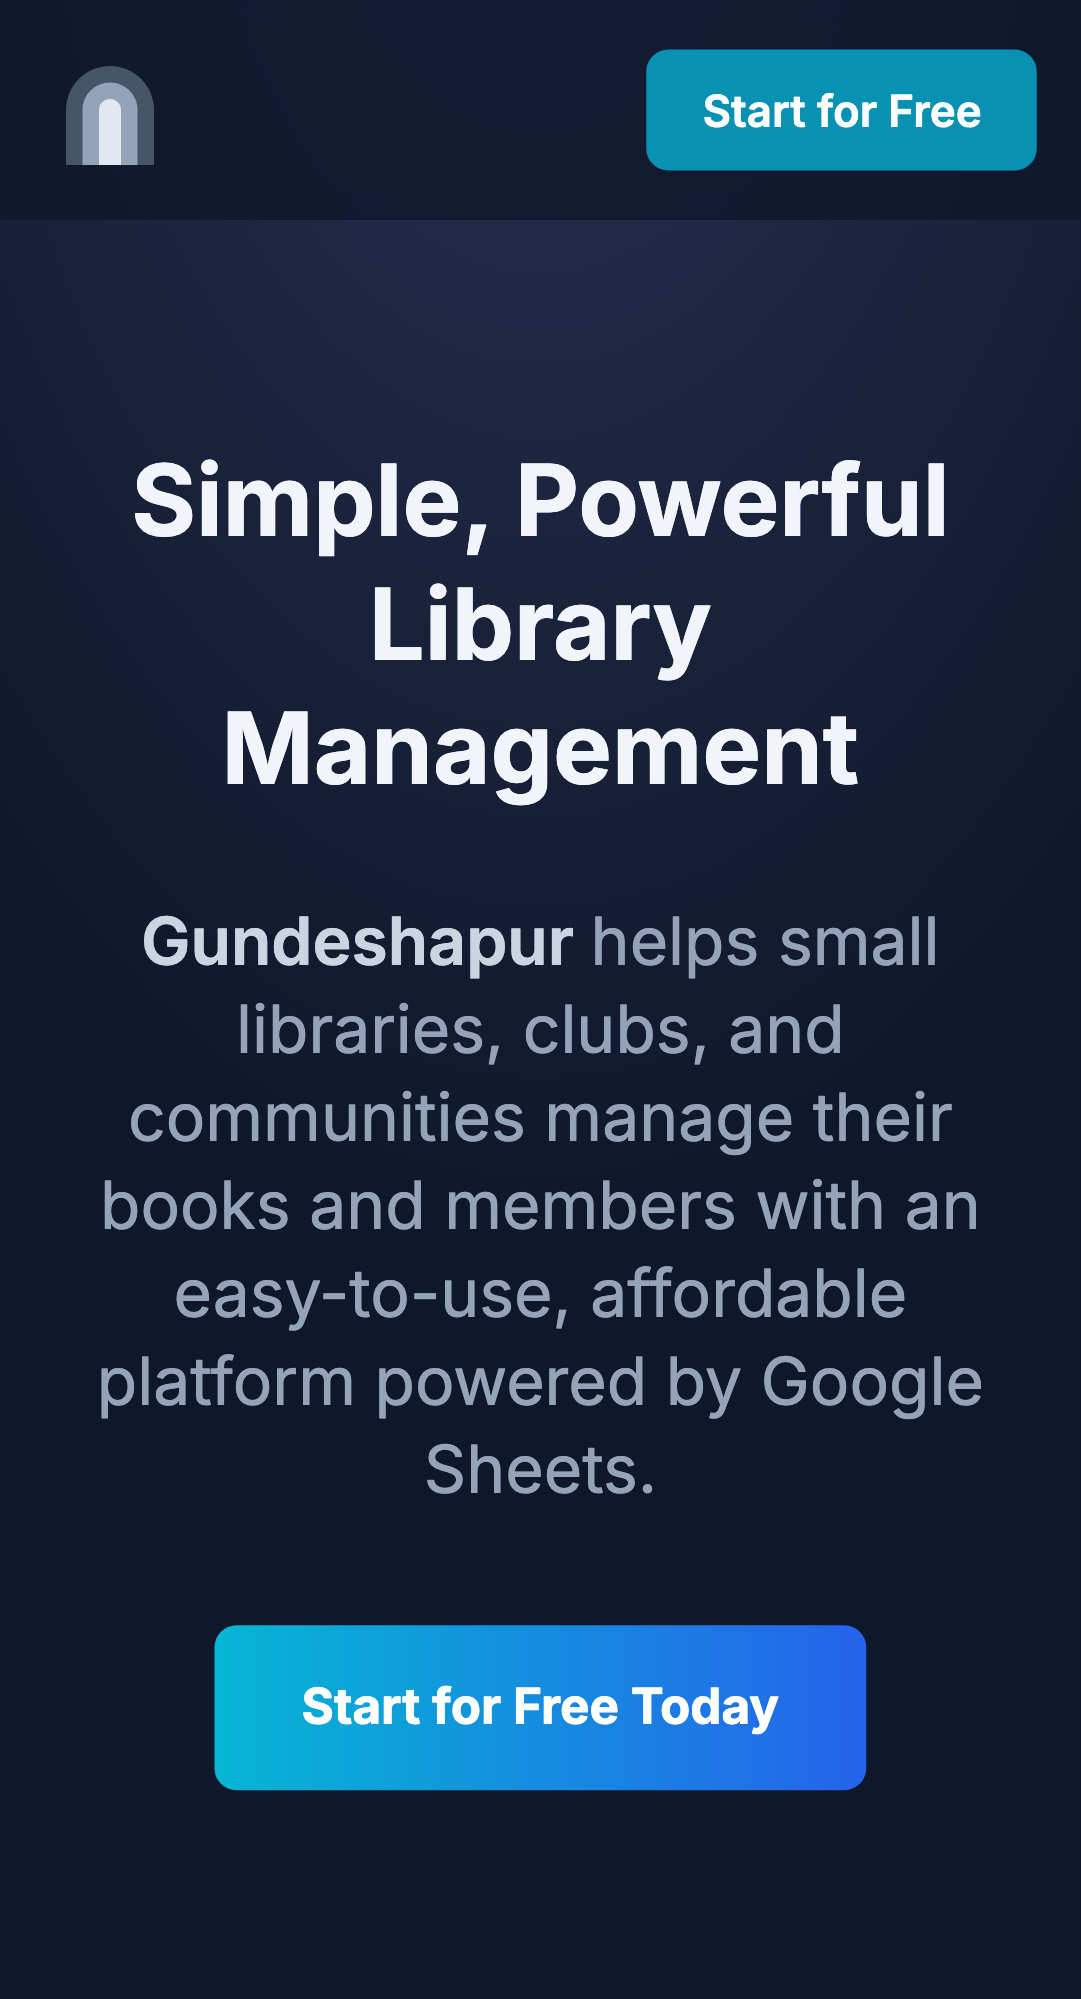 Start for Free
Simple, Powerful
Library
Management
Gundeshapur helps small
libraries, clubs, and
communities manage their
books and members with an
easy-to-use, affordable
platform powered by Google
Sheets.
Start for Free Today